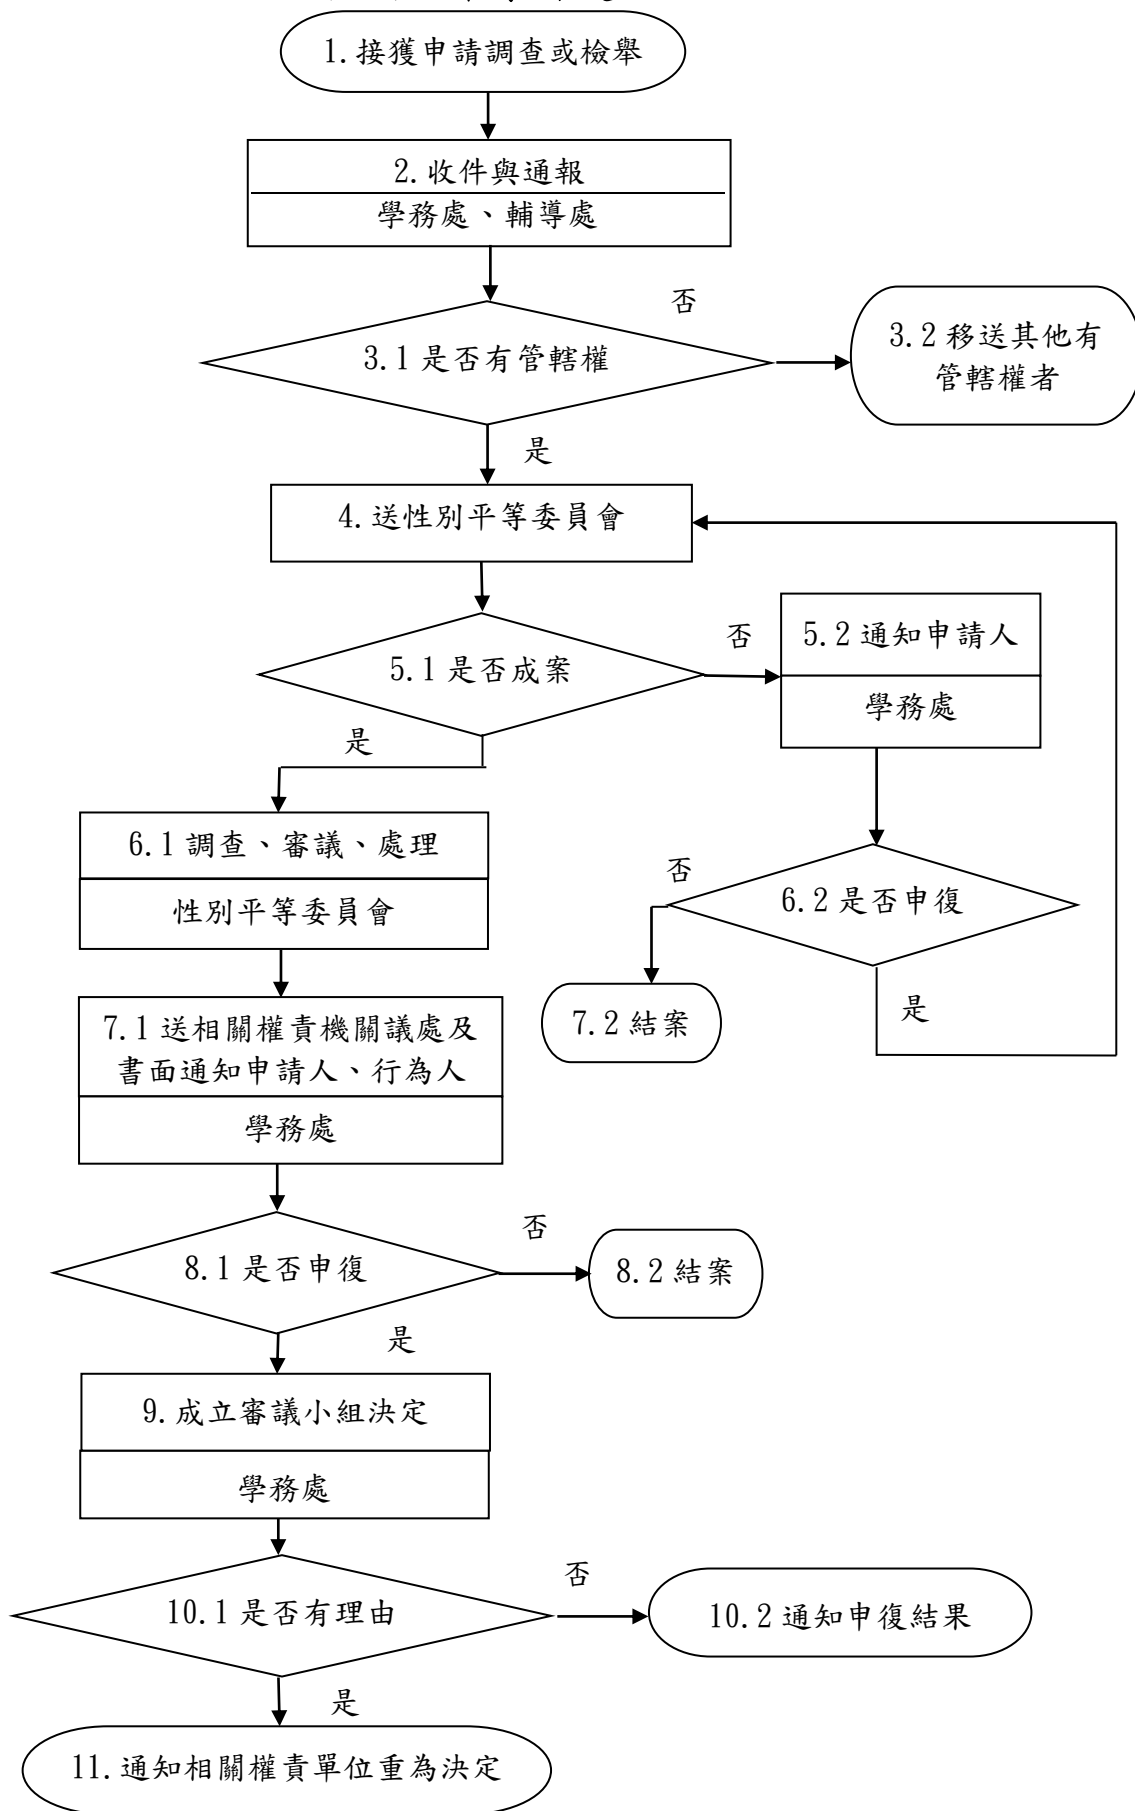 1.接獲申請調查或檢舉
2.收件與通報
學務處、輔導處
否
3.1 是否有管轄權
3.2 移送其他有
管轄權者
是
4.送性別平等委員會
否
5.1 是否成案
5.2 通知申請人
學務處
是
6.1 調查、審議、處理
性別平等委員會
否
6.2 是否申復
是
7.2 結案
7.1 送相關權責機關議處及
書面通知申請人、行為人
學務處
否
8.1 是否申復
8.2 結案
是
9.成立審議小組決定
學務處
否
10.1 是否有理由
10.2 通知申復結果
是
11.通知相關權責單位重為決定